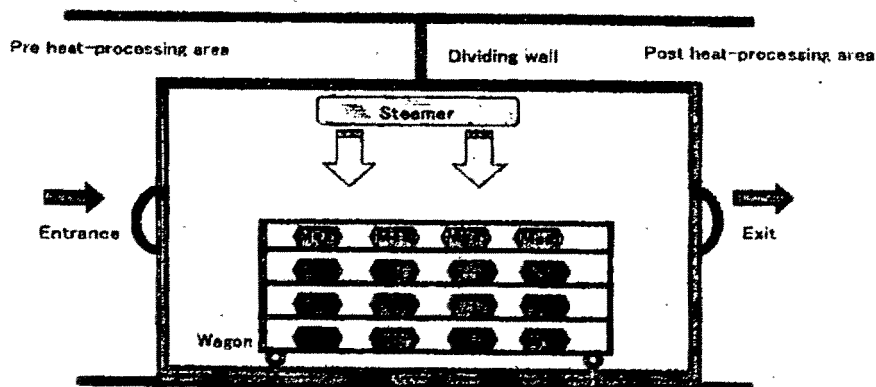 Pre heat-processing area
Dividing wall
Post heat-processing area
Steamer
Entrance
Exit
Wagon